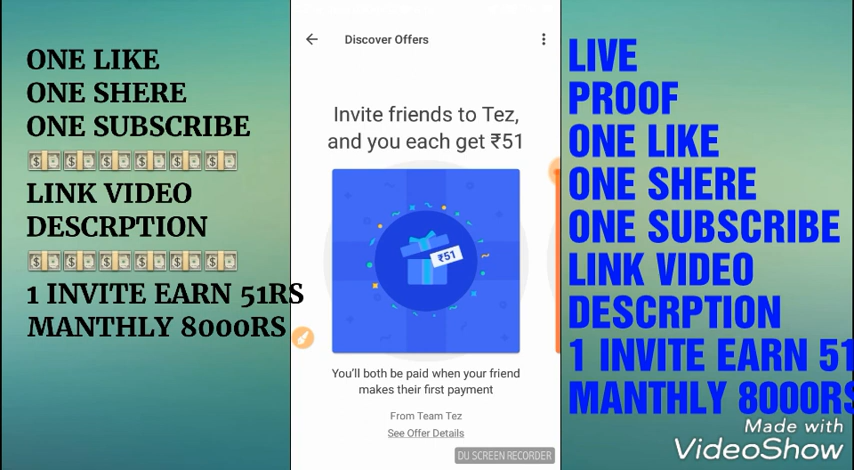 ONE LIKE
ONE SHERE
ONE SUBSCRIBE
LINK VIDEO
DESCRPTION
1 INVITE EARN 51RS
MANTHLY 8000RS
Discover Offers
Invite friends to Tez,
and you each get ₹51
₹51
You'll both be paid when your friend
makes their first payment
From Team Tez
See Offer Details
DU SCREEN RECORDER
LIVE
PROOF
ONE LIKE
ONE SHERE
ONE SUBSCRIBE
LINK VIDEO
DESCRPTION
1 INVITE EARN 51
MANTHLY 8000RS
Made with
VideoShow